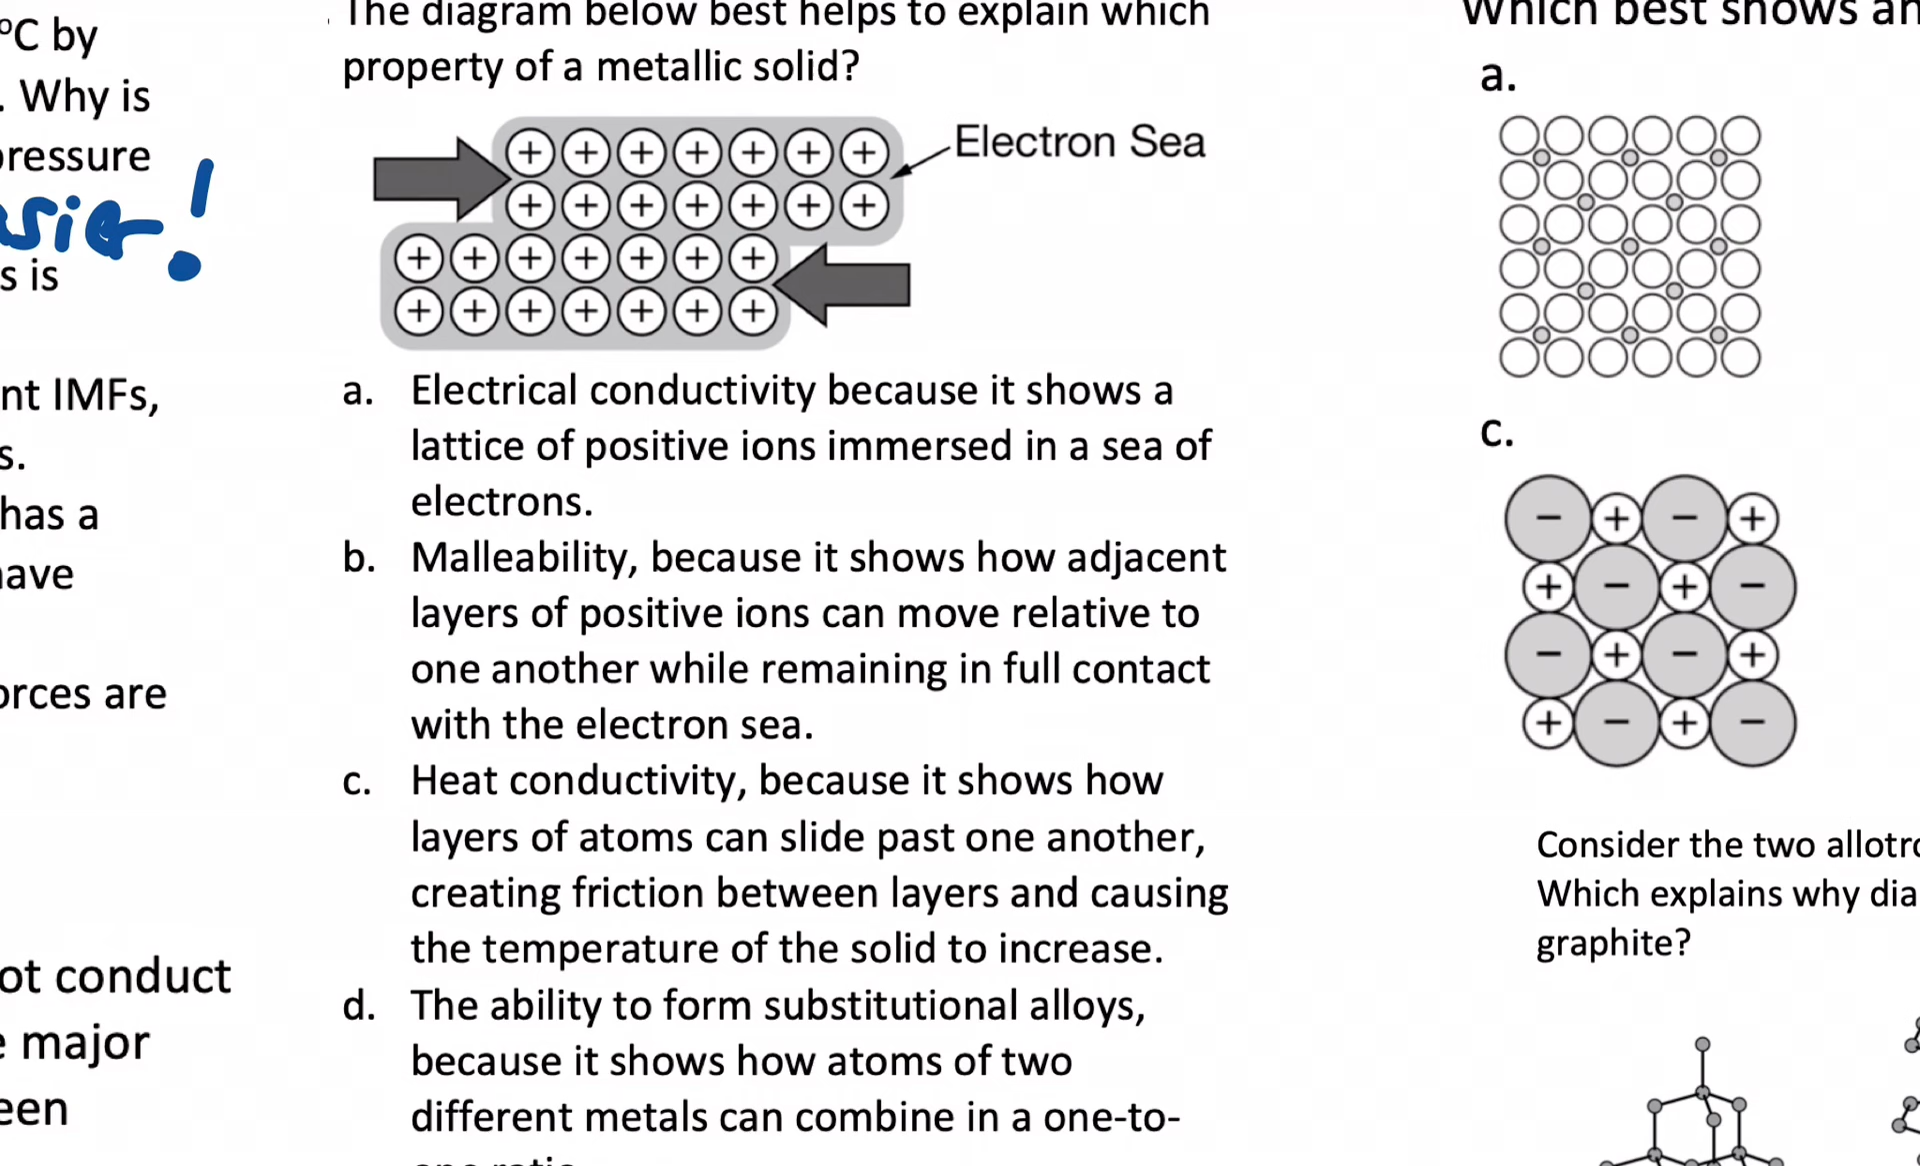 °C by
. Why is
pressure
asier!
s is
nt IMFs,
s.
has a
have
orces are
ot conduct
e major
een
The diagram below best helps to explain which
property of a metallic solid?
Electron Sea
+ + + + + + +
+ + + + + + +
+ + + + + + +
+ + + + + + +
a. Electrical conductivity because it shows a
lattice of positive ions immersed in a sea of
electrons.
b. Malleability, because it shows how adjacent
layers of positive ions can move relative to
one another while remaining in full contact
with the electron sea.
c. Heat conductivity, because it shows how
layers of atoms can slide past one another,
creating friction between layers and causing
the temperature of the solid to increase.
d. The ability to form substitutional alloys,
because it shows how atoms of two
different metals can combine in a one-to-
one ratio
Which best shows an
a.
c.
− + − +
+ − + −
− + − +
+ − + −
Consider the two allotro
Which explains why dia
graphite?